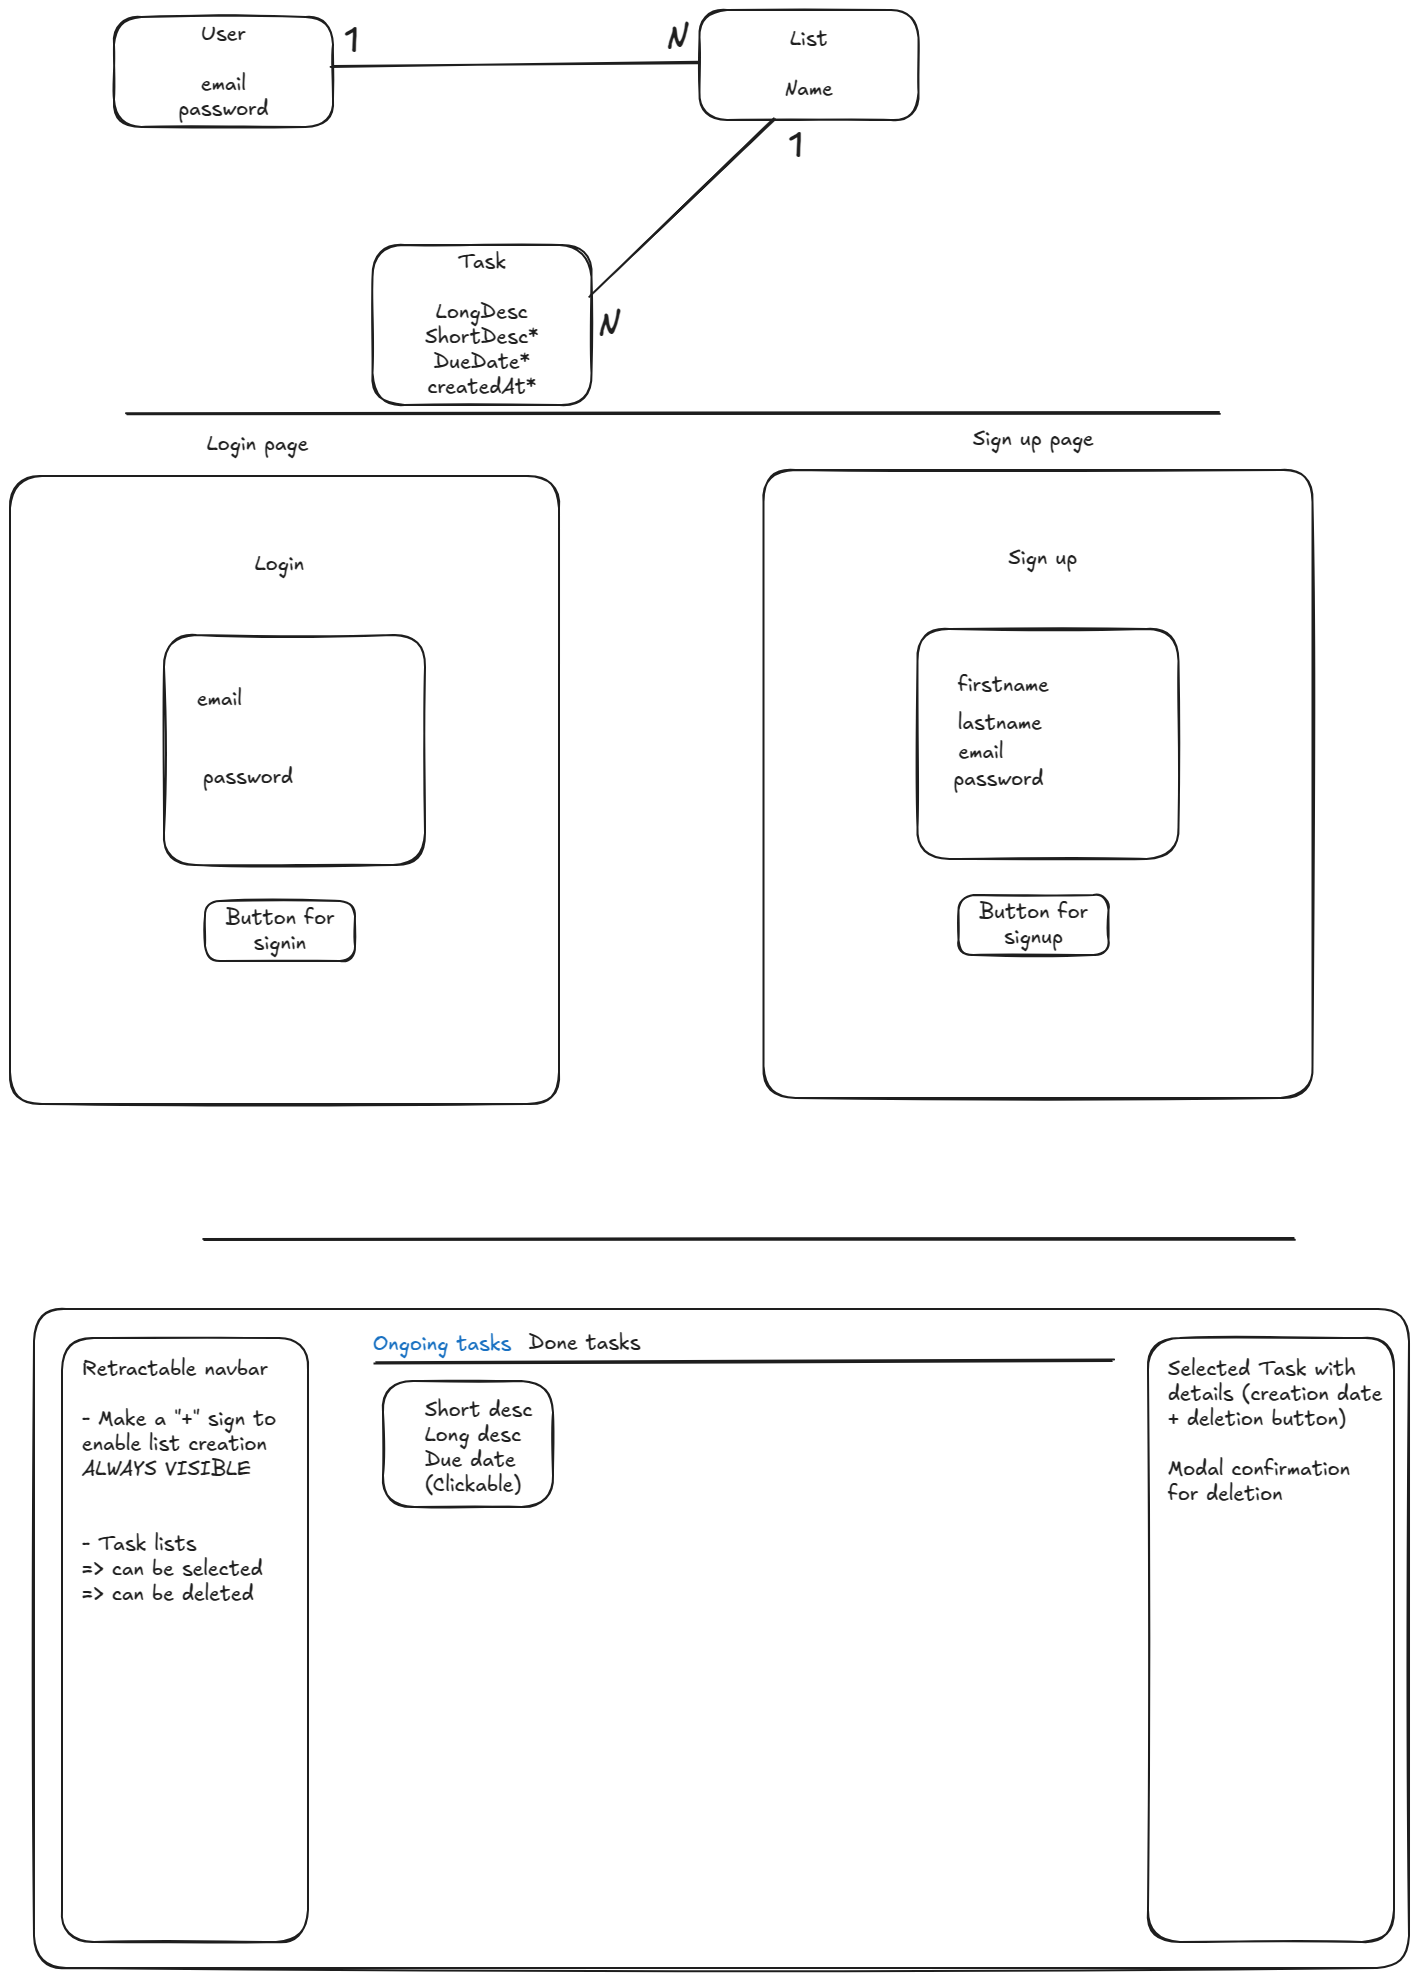 User
email
password
1
N
List
Name
1
Task
LongDesc
ShortDesc*
DueDate*
createdAt*
N
Login page
Login
email
password
Button for
signin
Sign up page
Sign up
firstname
lastname
email
password
Button for
signup
Retractable navbar
- Make a "+" sign to
enable list creation
ALWAYS VISIBLE
- Task lists
=> can be selected
=> can be deleted
Ongoing tasks Done tasks
Short desc
Long desc
Due date
(Clickable)
Selected Task with
details (creation date
+ deletion button)
Modal confirmation
for deletion